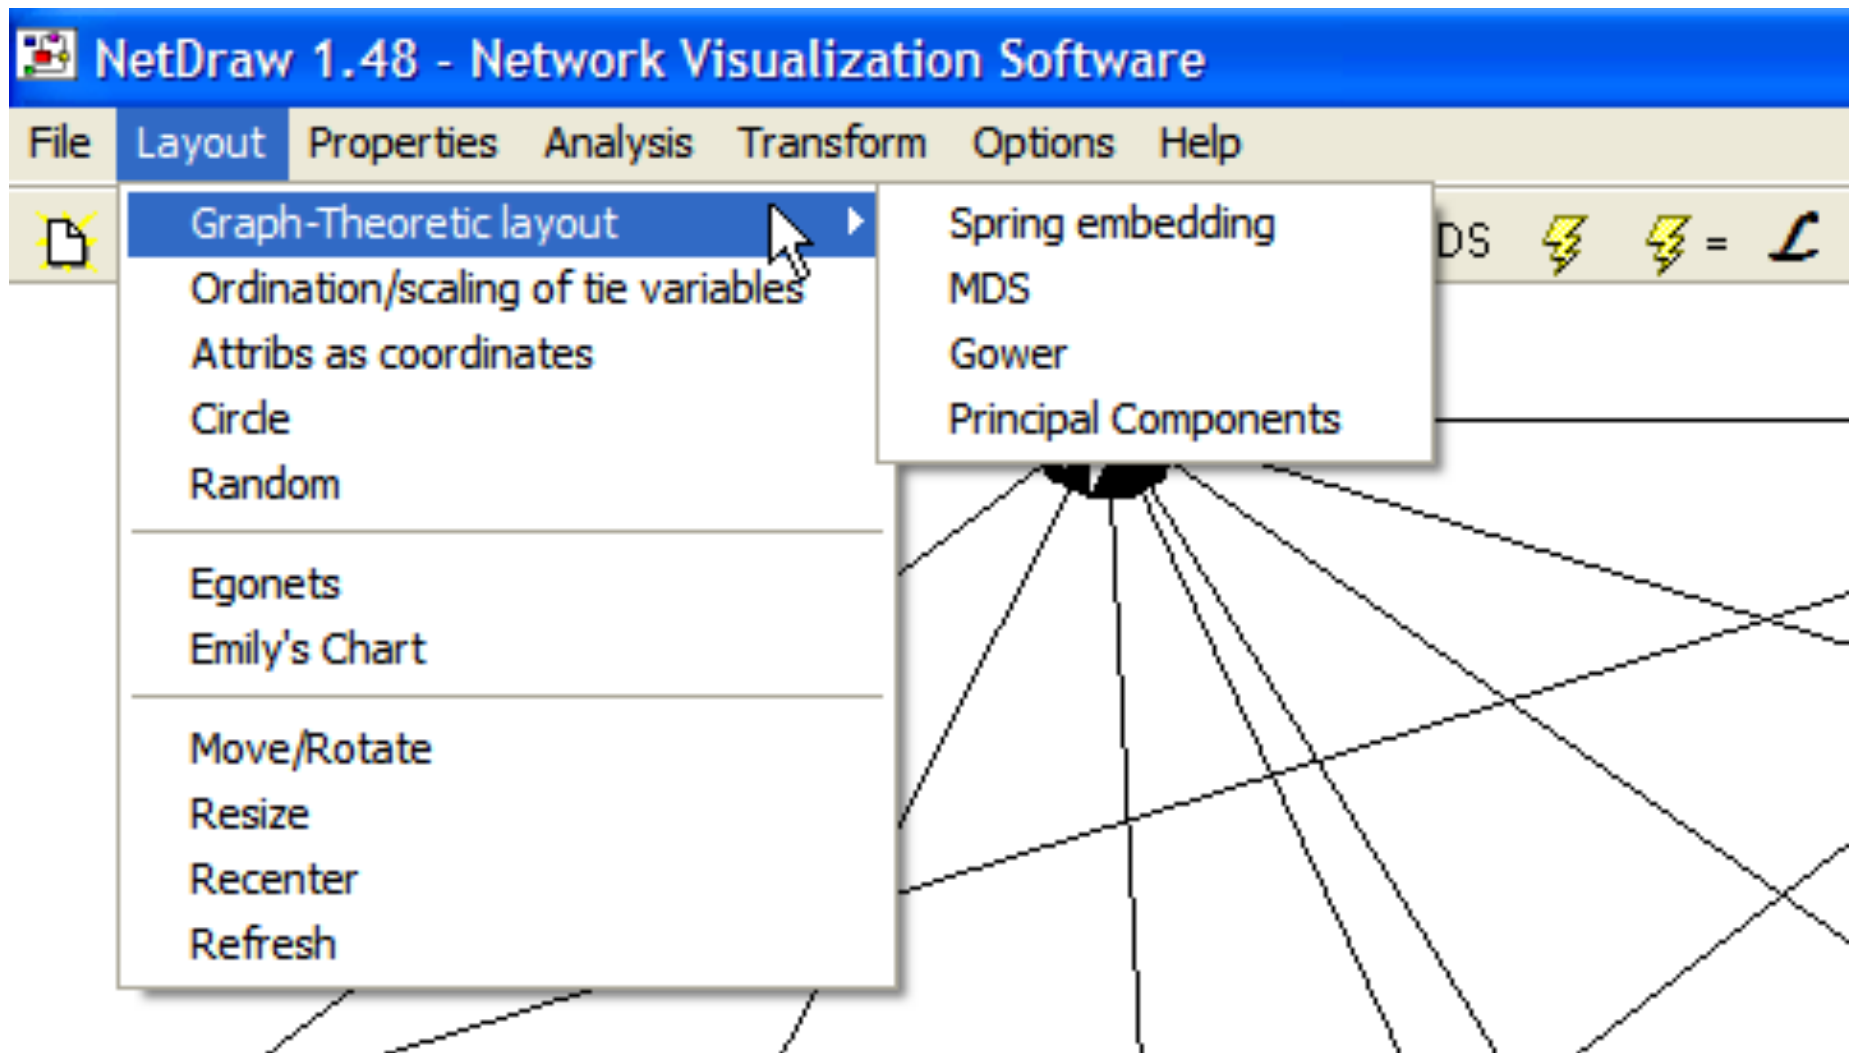 NetDraw 1.48 - Network Visualization Software
File Layout Properties Analysis Transform Options Help
Graph-Theoretic layout
Ordination/scaling of tie variables
Attribs as coordinates
Circle
Random
Egonets
Emily's Chart
Move/Rotate
Resize
Recenter
Refresh
Spring embedding
MDS
Gower
Principal Components
DS
= L